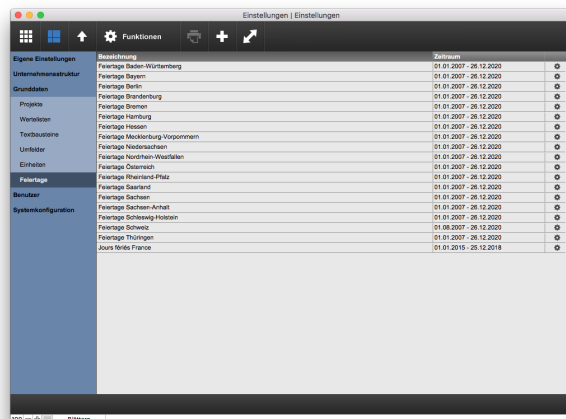 Einstellungen | Einstellungen
Funktionen
Eigene Einstellungen
Unternehmensstruktur
Grunddaten
Projekte
Wertelisten
Textbausteine
Umfelder
Einheiten
Feiertage
Benutzer
Systemkonfiguration
Bezeichnung Zeitraum
Feiertage Baden-Württemberg 01.01.2007 - 26.12.2020
Feiertage Bayern 01.01.2007 - 26.12.2020
Feiertage Berlin 01.01.2007 - 26.12.2020
Feiertage Brandenburg 01.01.2007 - 26.12.2020
Feiertage Bremen 01.01.2007 - 26.12.2020
Feiertage Hamburg 01.01.2007 - 26.12.2020
Feiertage Hessen 01.01.2007 - 26.12.2020
Feiertage Mecklenburg-Vorpommern 01.01.2007 - 26.12.2020
Feiertage Niedersachsen 01.01.2007 - 26.12.2020
Feiertage Nordrhein-Westfallen 01.01.2007 - 26.12.2020
Feiertage Österreich 01.01.2007 - 26.12.2020
Feiertage Rheinland-Pfalz 01.01.2007 - 26.12.2020
Feiertage Saarland 01.01.2007 - 26.12.2020
Feiertage Sachsen 01.01.2007 - 26.12.2020
Feiertage Sachsen-Anhalt 01.01.2007 - 26.12.2020
Feiertage Schleswig-Holstein 01.01.2007 - 26.12.2020
Feiertage Schweiz 01.08.2007 - 26.12.2020
Feiertage Thüringen 01.01.2007 - 26.12.2020
Jours fériés France 01.01.2015 - 25.12.2018